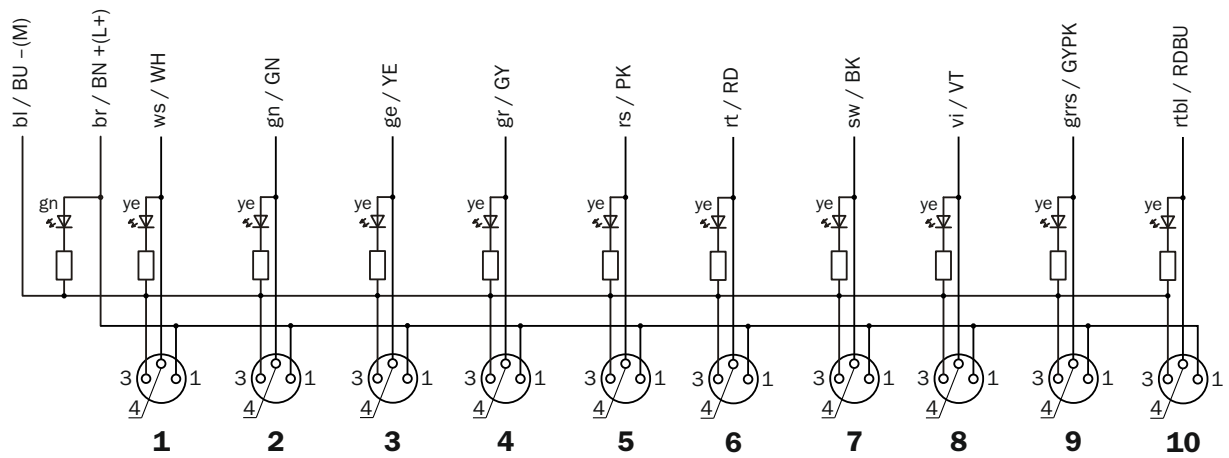 bl / BU –(M)
br / BN +(L+)
ws / WH
gn / GN
ge / YE
gr / GY
rs / PK
rt / RD
sw / BK
vi / VT
grrs / GYPK
rtbl / RDBU
gn ye ye ye ye ye ye ye ye ye ye
3 1 3 1 3 1 3 1 3 1 3 1 3 1 3 1 3 1 3 1
4 4 4 4 4 4 4 4 4 4
1 2 3 4 5 6 7 8 9 10